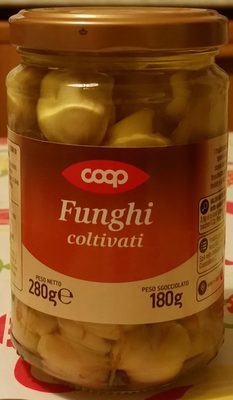 coop
Funghi
coltivati
PESO NETTO
280g e
PESO SGOCCIOLATO
180g